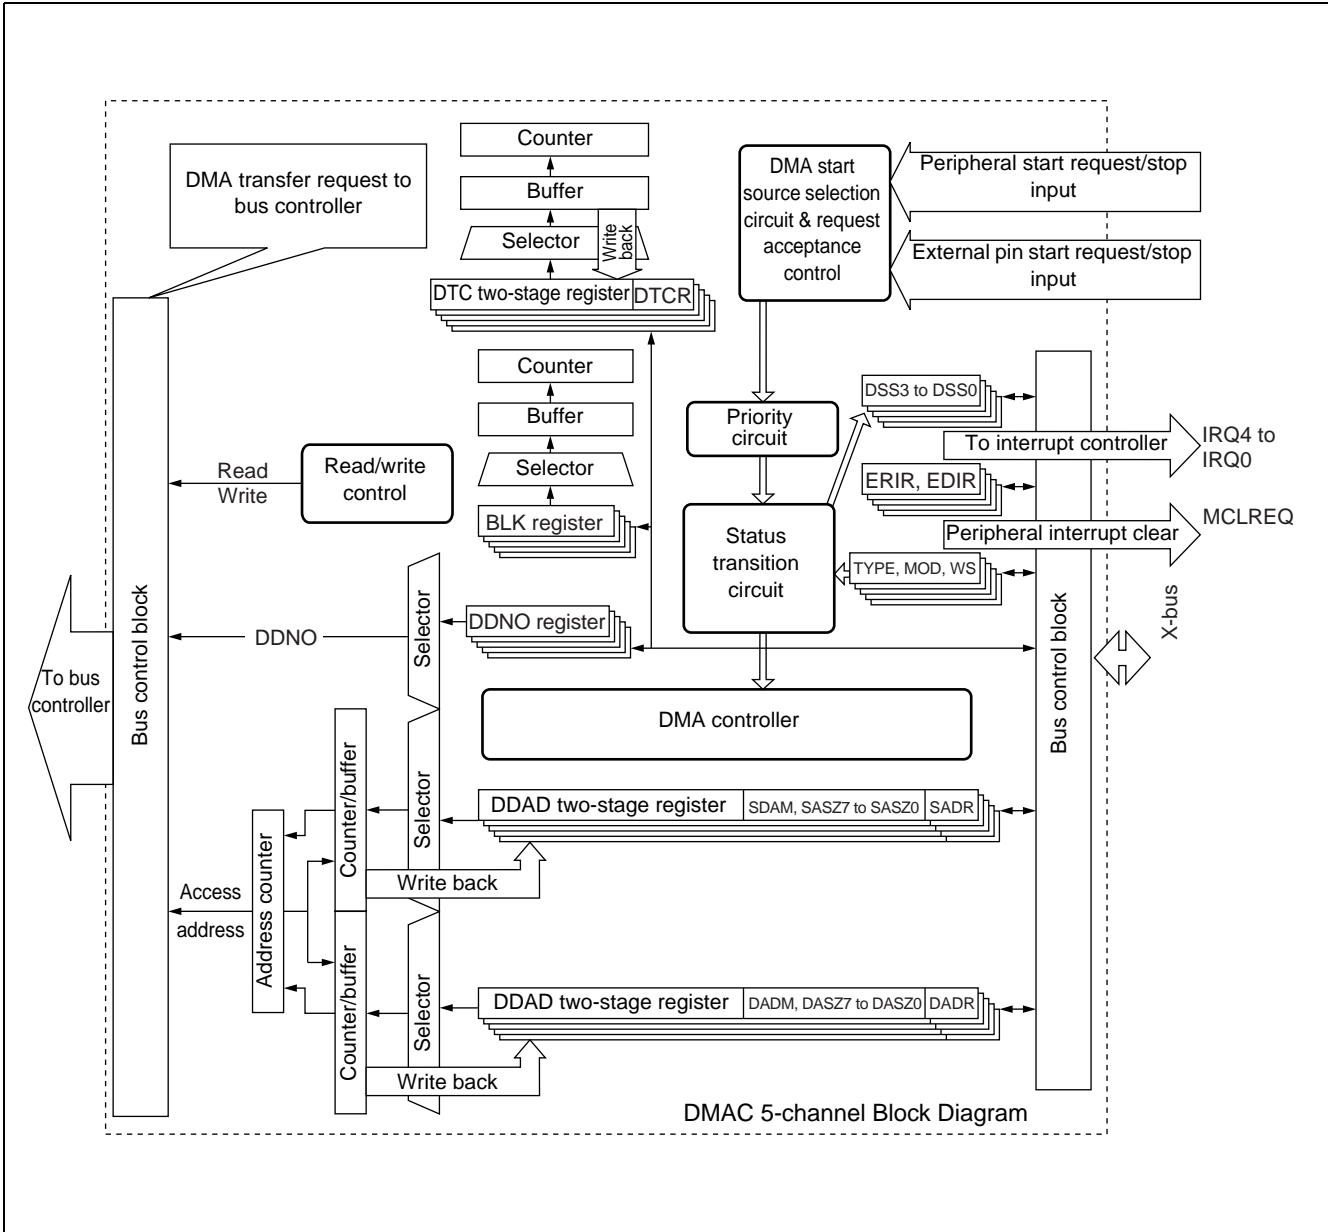 Counter
DMA transfer request to
bus controller
Buffer
Selector
Write
back
DTC two-stage register
DTCR
DMA start
source selection
circuit & request
acceptance
control
Peripheral start request/stop
input
External pin start request/stop
input
Counter
Buffer
Selector
BLK register
Priority
circuit
DSS3 to DSS0
To interrupt controller
IRQ4 to
IRQ0
ERIR, EDIR
Peripheral interrupt clear
MCLREQ
Read
Write
Read/write
control
Status
transition
circuit
TYPE, MOD, WS
X-bus
Bus control block
To bus
controller
Bus control block
DDNO
Selector
DDNO register
DMA controller
Counter/buffer
Selector
DDAD two-stage register
SDAM, SASZ7 to SASZ0
SADR
Write back
Access
address
Address counter
Counter/buffer
Selector
DDAD two-stage register
DADM, DASZ7 to DASZ0
DADR
Write back
DMAC 5-channel Block Diagram